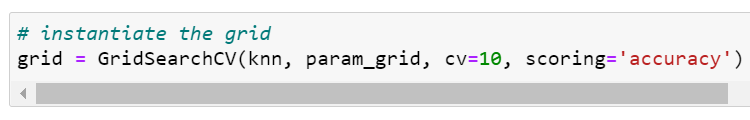 # instantiate the grid
grid = GridSearchCV(knn, param_grid, cv=10, scoring='accuracy')